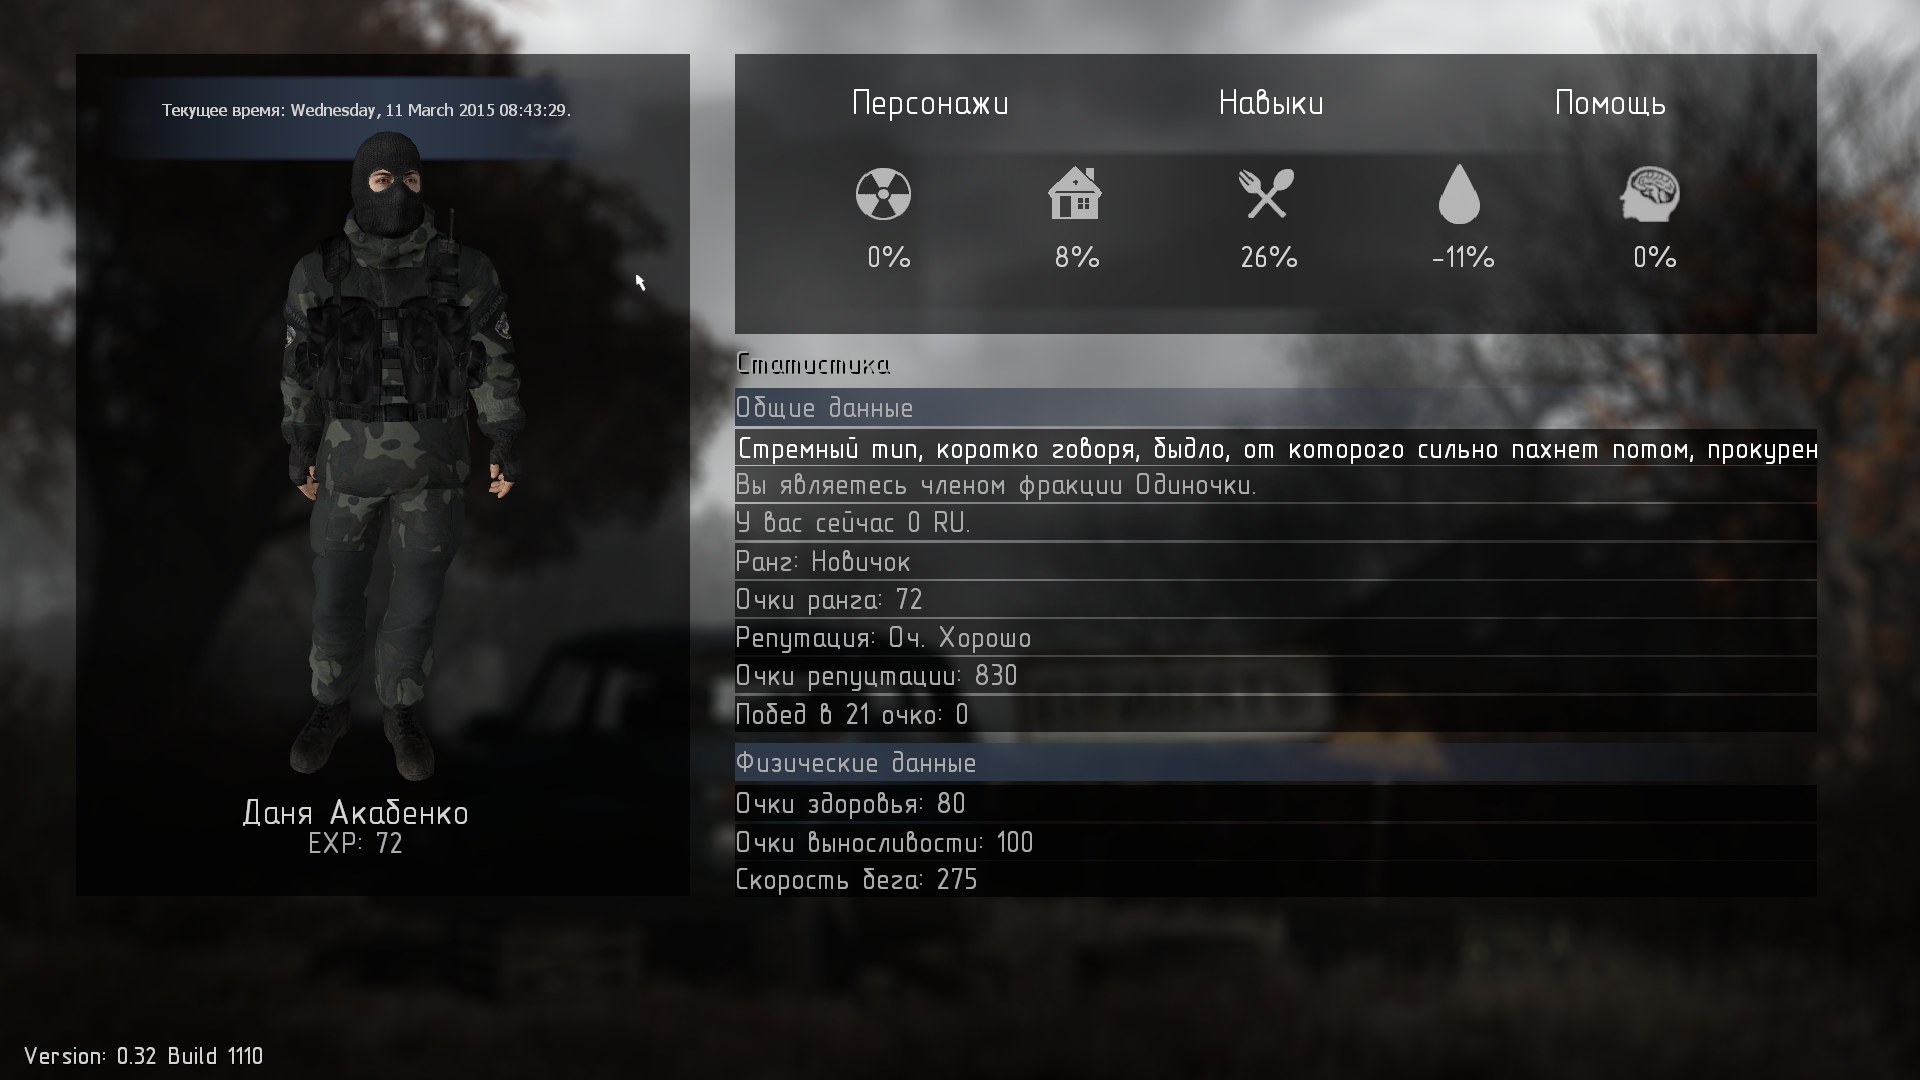 Текущее время: Wednesday, 11 March 2015 08:43:29.
Даня Акабенко
EXP: 72
Персонажи Навыки Помощь
0% 8% 26% -11% 0%
Статистика
Общие данные
Стремный тип, коротко говоря, быдло, от которого сильно пахнет потом, прокурен
Вы являетесь членом фракции Одиночки.
У вас сейчас 0 RU.
Ранг: Новичок
Очки ранга: 72
Репутация: Оч. Хорошо
Очки репуцтации: 830
Побед в 21 очко: 0
Физические данные
Очки здоровья: 80
Очки выносливости: 100
Скорость бега: 275
Version: 0.32 Build 1110